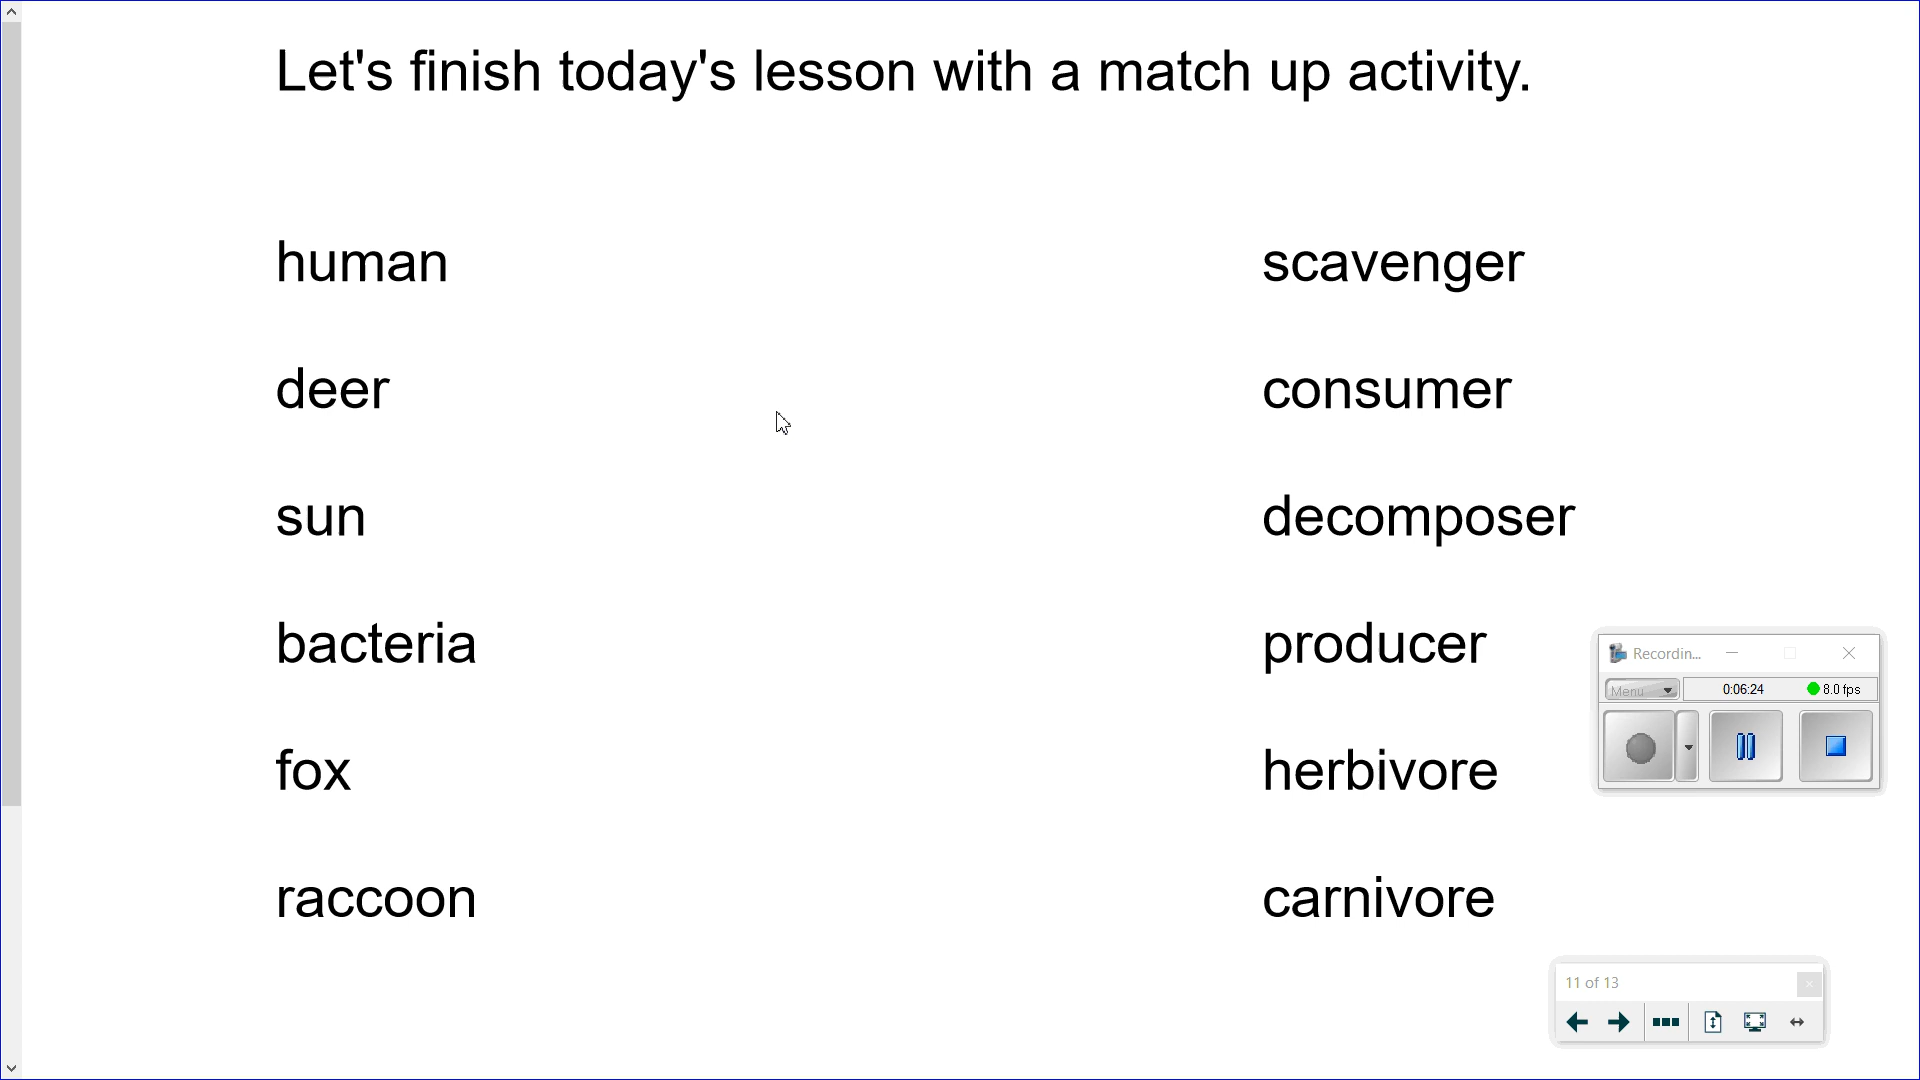 Let's finish today's lesson with a match up activity.
human scavenger
deer consumer
sun decomposer
bacteria producer
fox herbivore
raccoon carnivore
Recordin...
Menu 0:06:24 8.0 fps
11 of 13